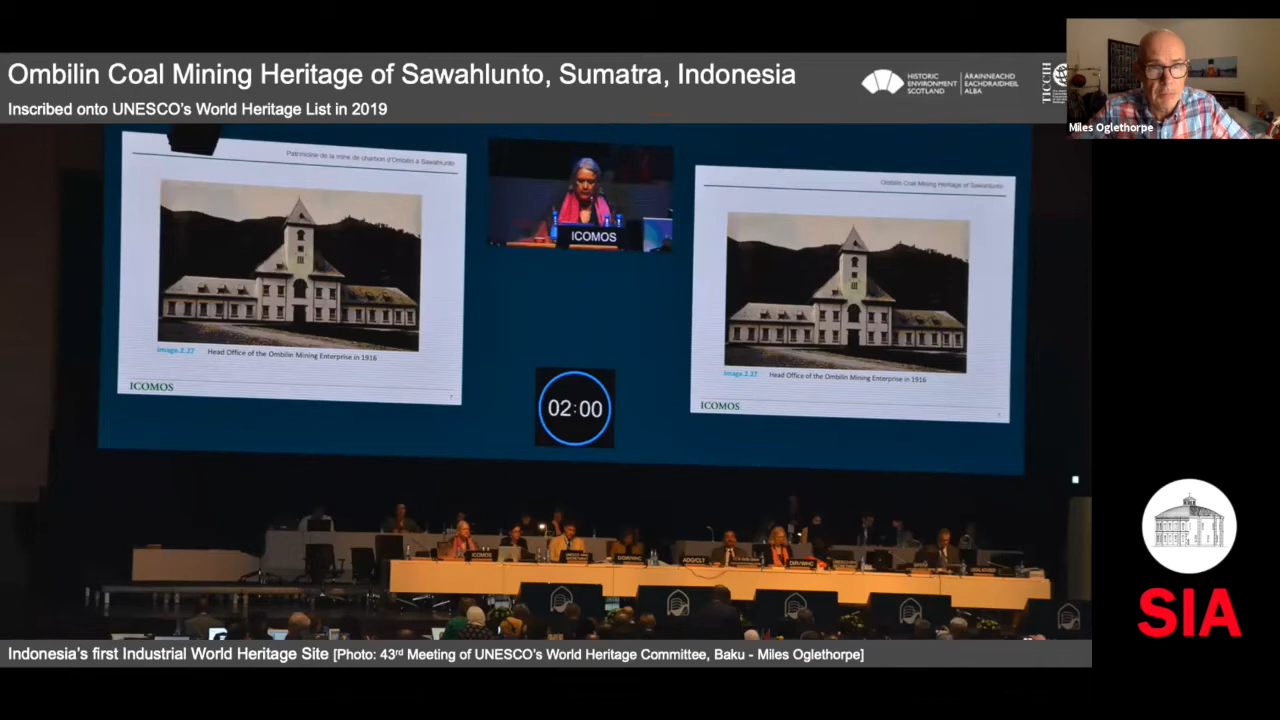 Ombilin Coal Mining Heritage of Sawahlunto, Sumatra, Indonesia
Inscribed onto UNESCO's World Heritage List in 2019
HISTORIC
ENVIRONMENT
SCOTLAND
ÀRAINNEACHD
EACHDRAIDHEIL
ALBA
TICCIH
Miles Oglethorpe
Patrimoine de la mine de charbon d'Ombilin à Sawahlunto
Image.2.27 Head Office of the Ombilin Mining Enterprise in 1916
ICOMOS
7
ICOMOS
02:00
Ombilin Coal Mining Heritage of Sawahlunto
Image.2.27 Head Office of the Ombilin Mining Enterprise in 1916
ICOMOS
ICOMOS
DIR/WHC
SIA
Indonesia's first Industrial World Heritage Site [Photo: 43rd Meeting of UNESCO's World Heritage Committee, Baku - Miles Oglethorpe]